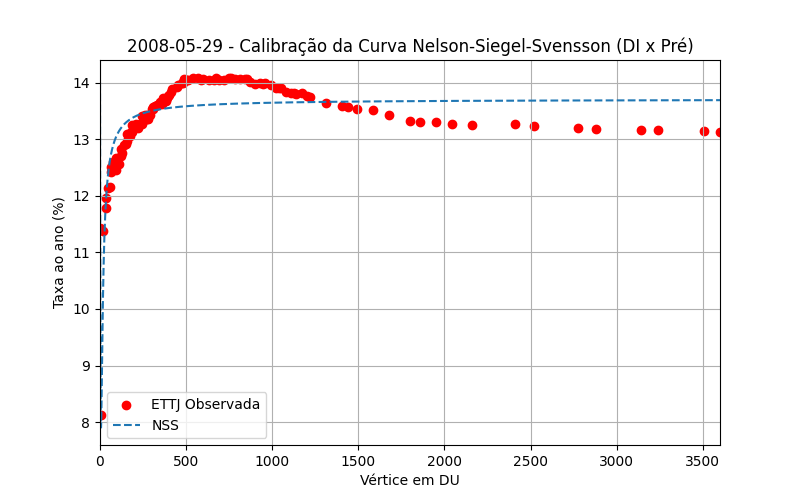 2008-05-29 - Calibração da Curva Nelson-Siegel-Svensson (DI x Pré)
14
13
12
11
10
9
8
Taxa ao ano (%)
ETTJ Observada
NSS
0 500 1000 1500 2000 2500 3000 3500
Vértice em DU